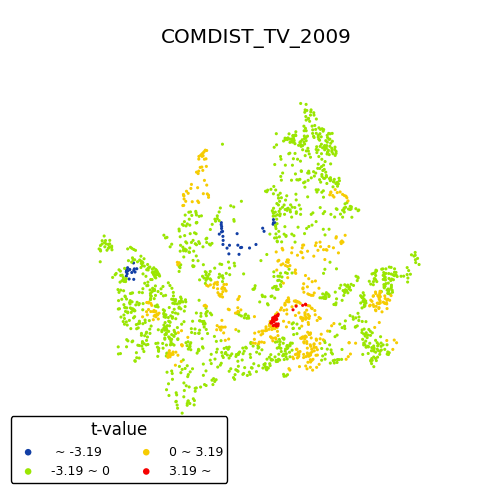 COMDIST_TV_2009
t-value
~ -3.19
0 ~ 3.19
-3.19 ~ 0
3.19 ~